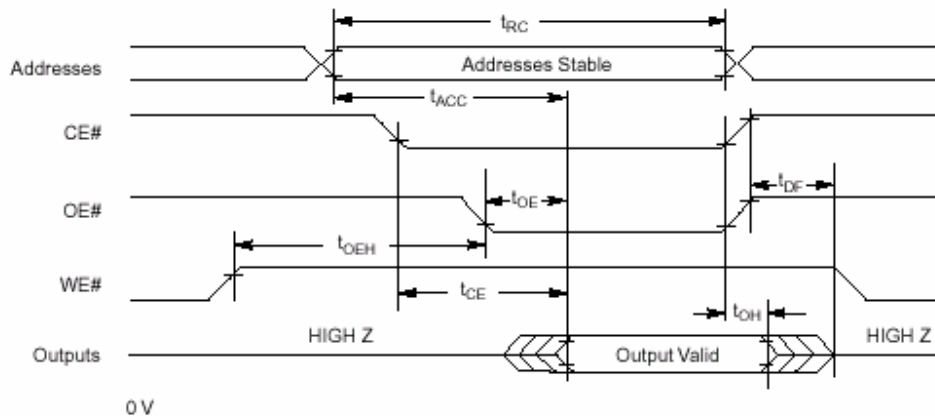 tRC
Addresses
Addresses Stable
tACC
CE#
tDF
OE#
tOE
tOEH
WE#
tCE
tOH
HIGH Z
HIGH Z
Outputs
Output Valid
0 V